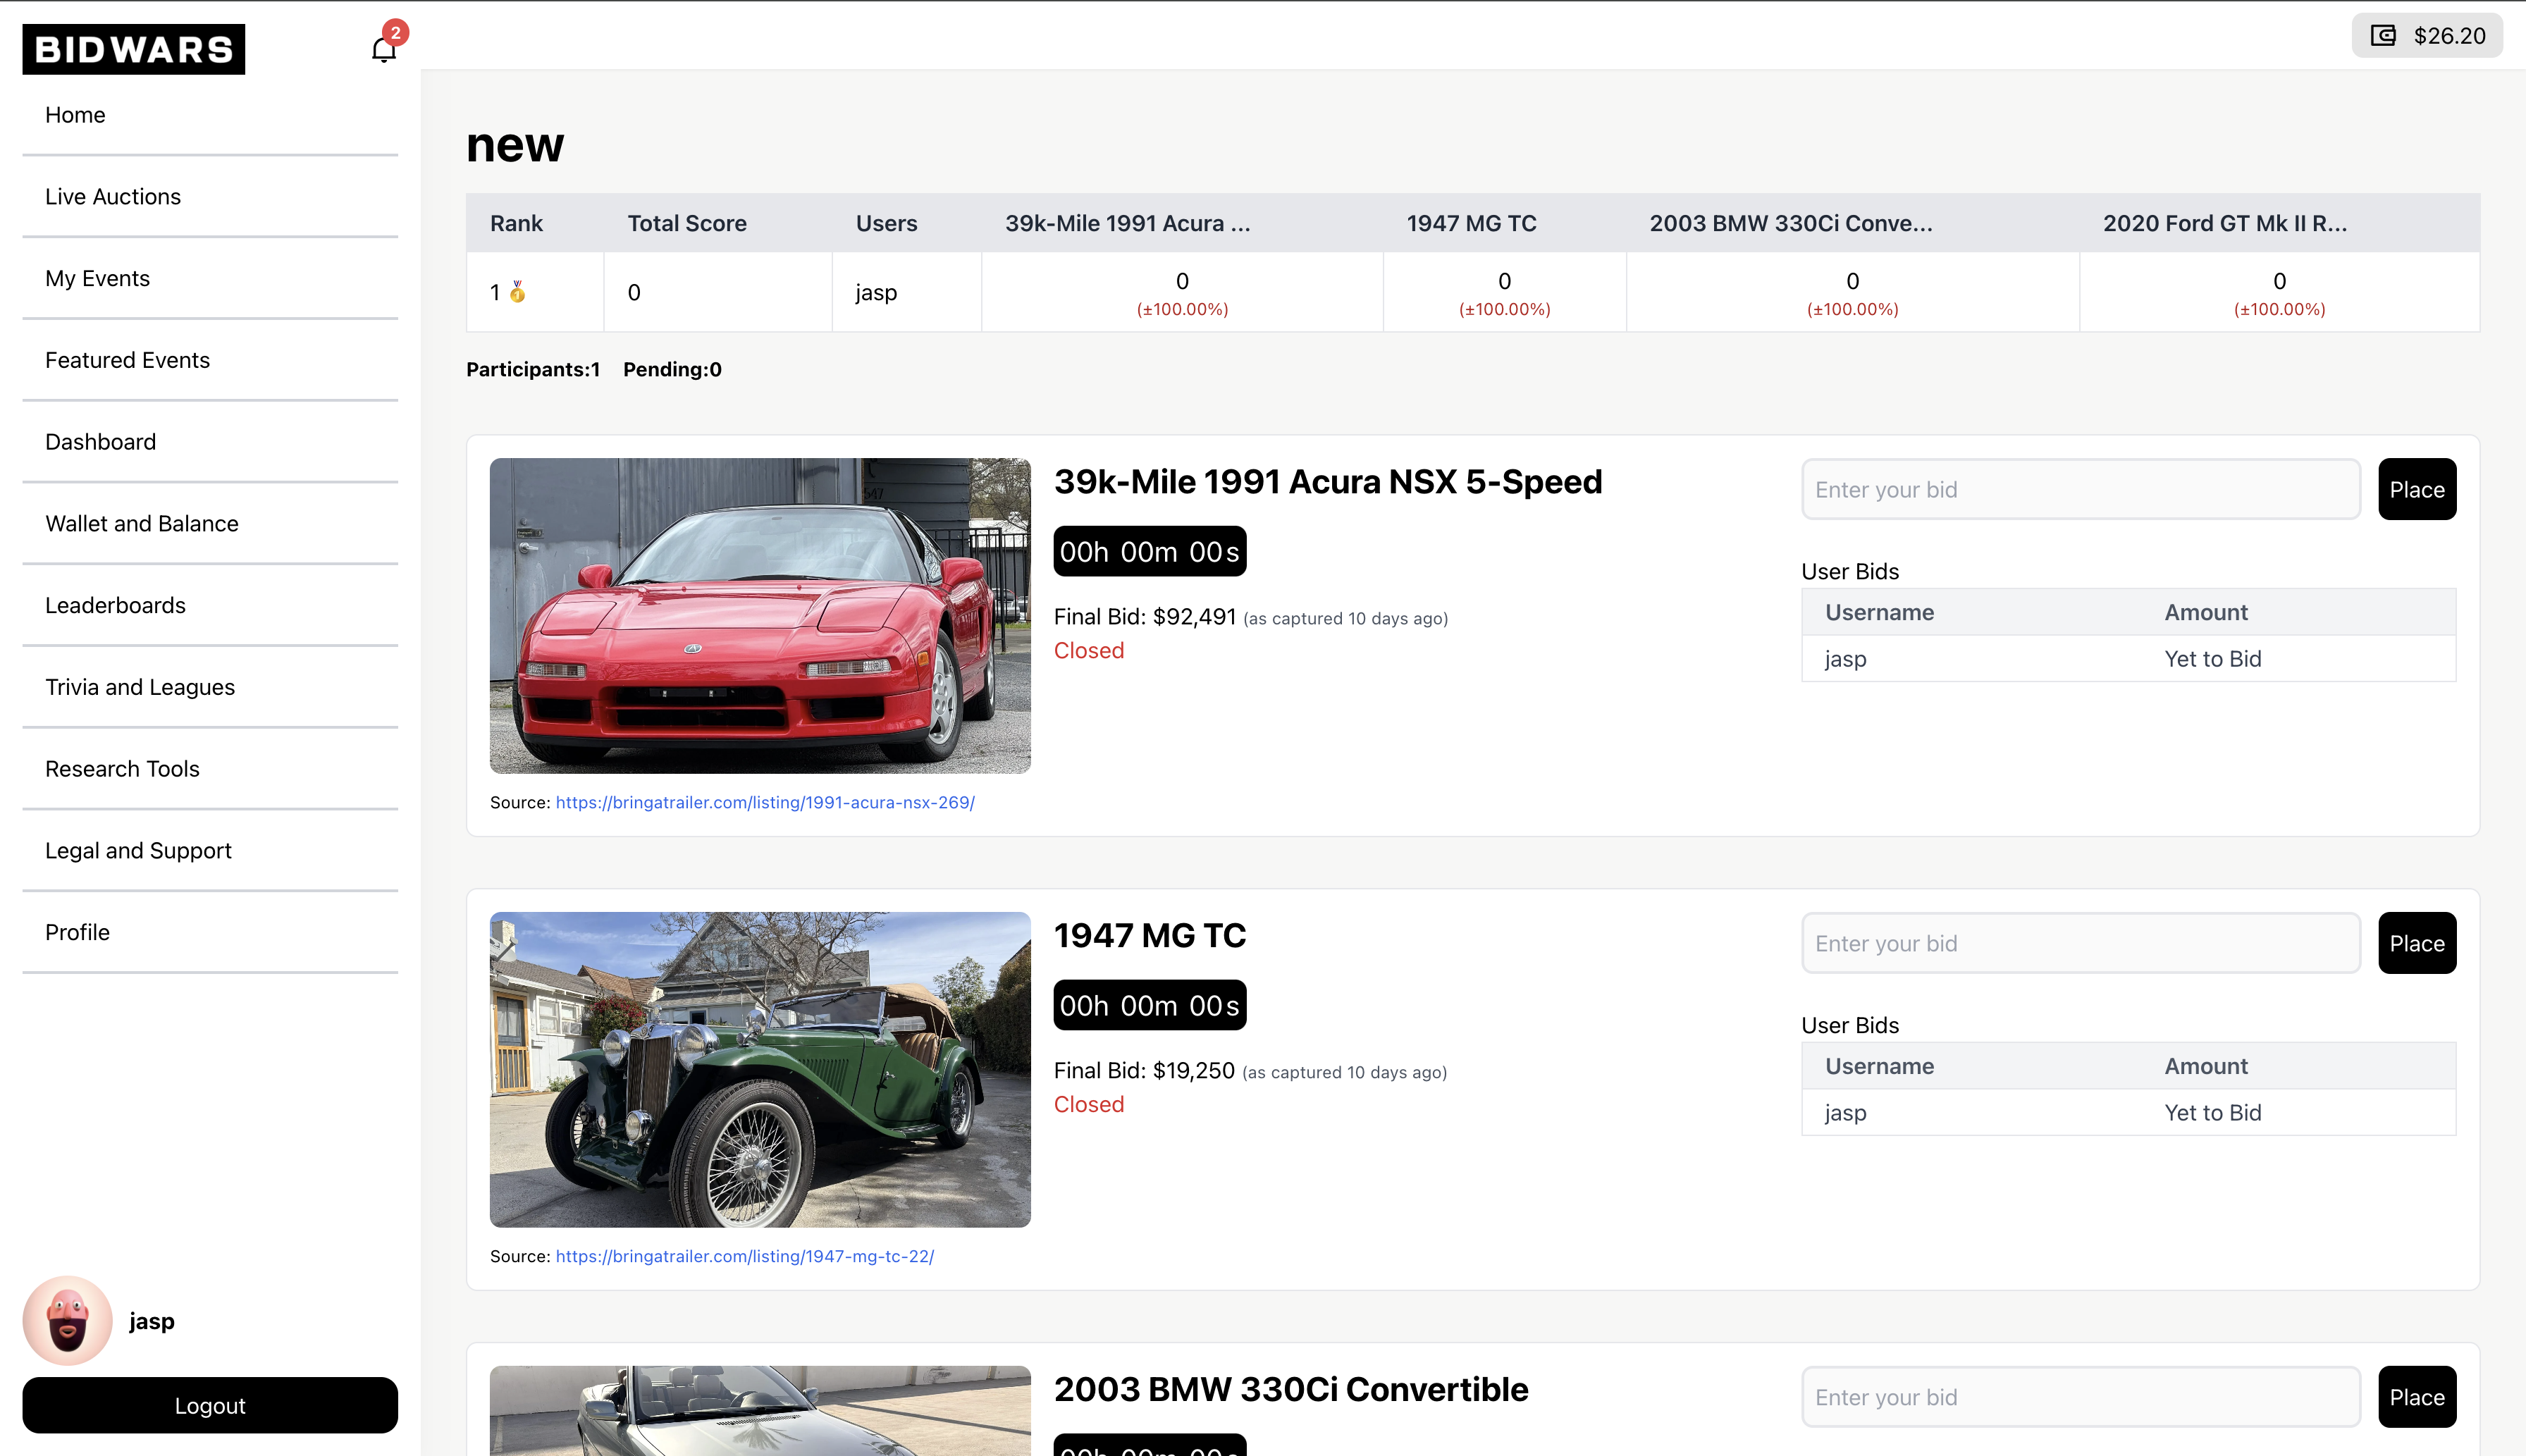 BIDWARS
2
$26.20
Home
Live Auctions
My Events
Featured Events
Dashboard
Wallet and Balance
Leaderboards
Trivia and Leagues
Research Tools
Legal and Support
Profile
jasp
Logout
new
Rank Total Score Users 39k-Mile 1991 Acura ... 1947 MG TC 2003 BMW 330Ci Conve... 2020 Ford GT Mk II R...
1 0 jasp 0 0 0 0
(±100.00%) (±100.00%) (±100.00%) (±100.00%)
Participants:1 Pending:0
547
39k-Mile 1991 Acura NSX 5-Speed
00h 00m 00s
Final Bid: $92,491 (as captured 10 days ago)
Closed
Source: https://bringatrailer.com/listing/1991-acura-nsx-269/
Enter your bid Place
User Bids
Username Amount
jasp Yet to Bid
1947 MG TC
00h 00m 00s
Final Bid: $19,250 (as captured 10 days ago)
Closed
Source: https://bringatrailer.com/listing/1947-mg-tc-22/
Enter your bid Place
User Bids
Username Amount
jasp Yet to Bid
2003 BMW 330Ci Convertible
00h 00m 00s
Enter your bid Place